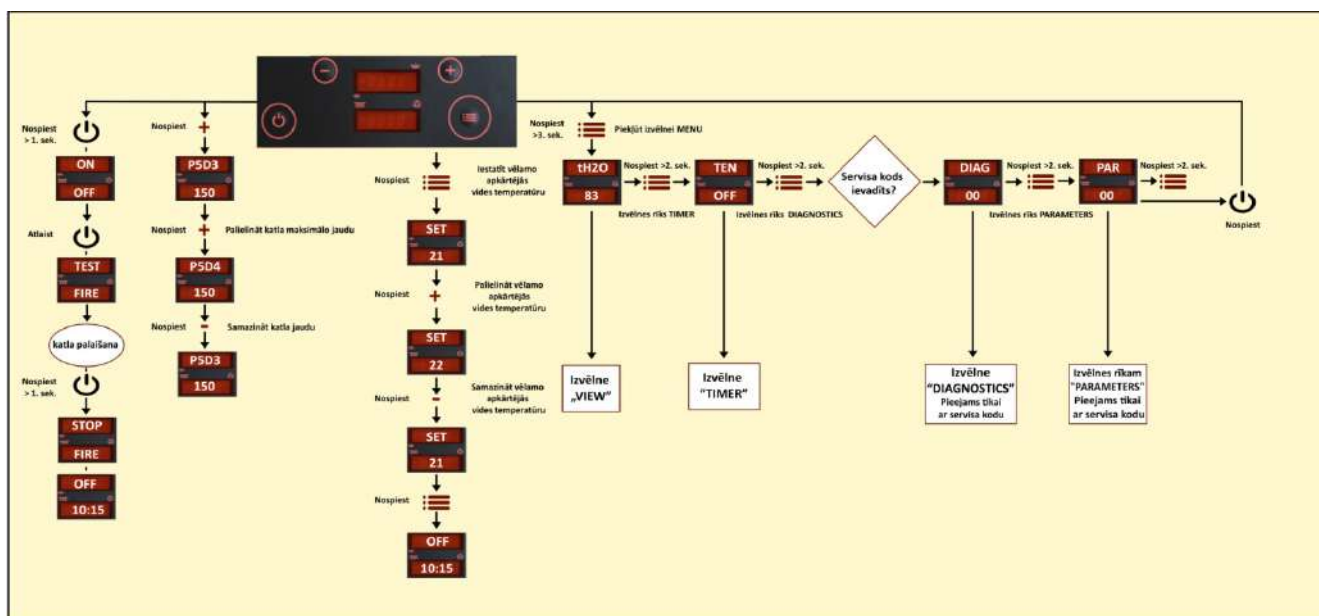 Nospiest
> 1. sek.
ON
OFF
Atlaist
TEST
FIRE
katla palaišana
Nospiest
> 1. sek.
STOP
FIRE
OFF
10:15
Nospiest
P5D3
150
Nospiest
Palielināt katla maksimālo jaudu
P5D4
150
Nospiest
Samazināt katla jaudu
P5D3
150
Nospiest
Iestatīt vēlamo
apkārtējās
vides temperatūru
SET
21
Nospiest
Palielināt vēlamo
apkārtējās
vides temperatūru
SET
22
Nospiest
Samazināt vēlamo
apkārtējās
vides temperatūru
SET
21
Nospiest
OFF
10:15
Nospiest
>3. sek.
Piekļūt izvēlnei MENU
tH2O
83
Nospiest >2. sek.
Izvēlnes rīks TIMER
TEN
OFF
Nospiest >2. sek.
Izvēlnes rīks DIAGNOSTICS
Servisa kods
ievadīts?
DIAG
00
Nospiest >2. sek.
Izvēlnes rīks PARAMETERS
PAR
00
Nospiest >2. sek.
Nospiest
Izvēlne
„VIEW”
Izvēlne
“TIMER”
Izvēlne
“DIAGNOSTICS”
Pieejams tikai
ar servisa kodu
Izvēlnes rīkam
"PARAMETERS"
Pieejams tikai
ar servisa kodu